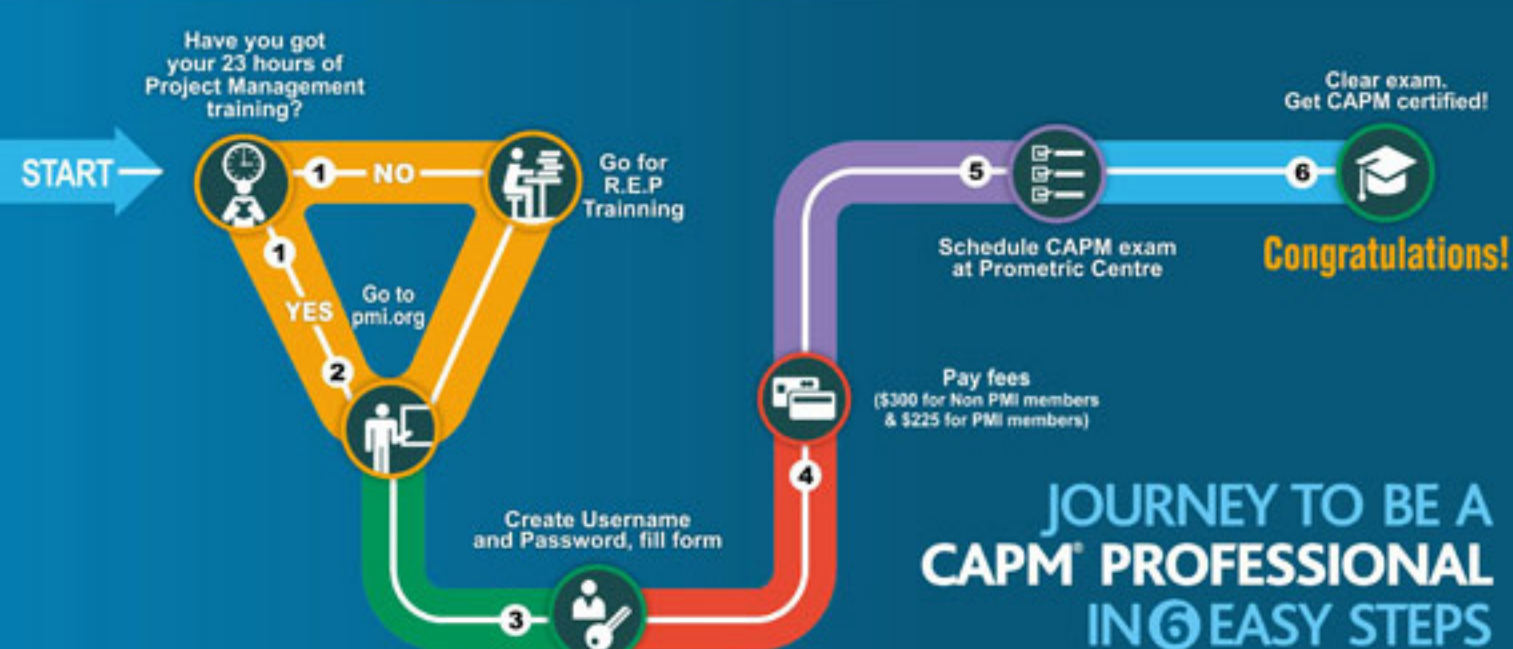 Have you got
your 23 hours of
Project Management
training?
START
1
NO
Go for
R.E.P
Trainning
1
YES
2
Go to
pmi.org
3
Create Username
and Password, fill form
4
Pay fees
($300 for Non PMI members
& $225 for PMI members)
5
Schedule CAPM exam
at Prometric Centre
6
Clear exam.
Get CAPM certified!
Congratulations!
JOURNEY TO BE A
CAPM® PROFESSIONAL
IN 6 EASY STEPS